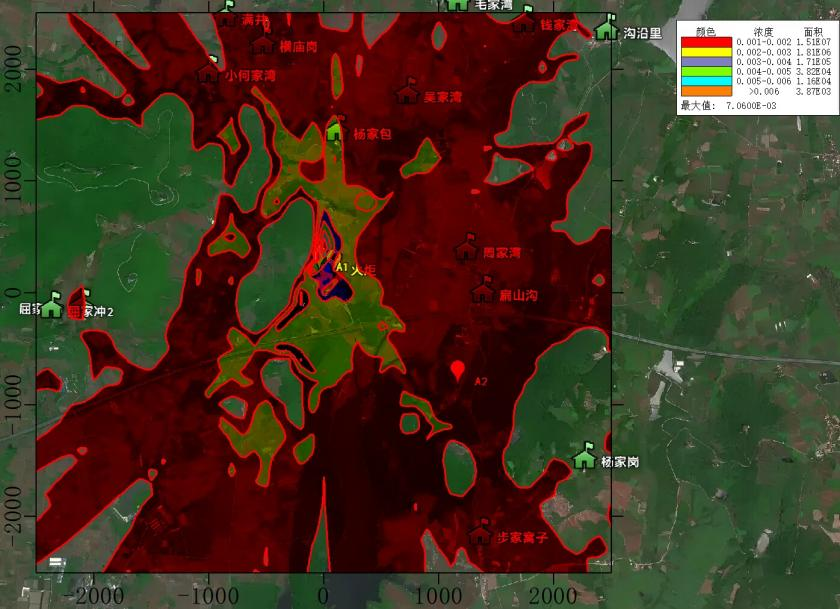 毛家湾
满井
钱家湾
沟沿里
横庙岗
小何家湾
吴家湾
杨家包
周家湾
A1 火炬
扁山沟
屈家
冲2
A2
杨家岗
步家窝子
颜色 浓度 面积
0.001-0.002 1.51E07
0.002-0.003 1.81E06
0.003-0.004 1.71E05
0.004-0.005 3.82E04
0.005-0.006 1.16E04
>0.006 3.87E03
最大值: 7.0600E-03
2000
1000
0
-1000
-2000
-2000 -1000 0 1000 2000